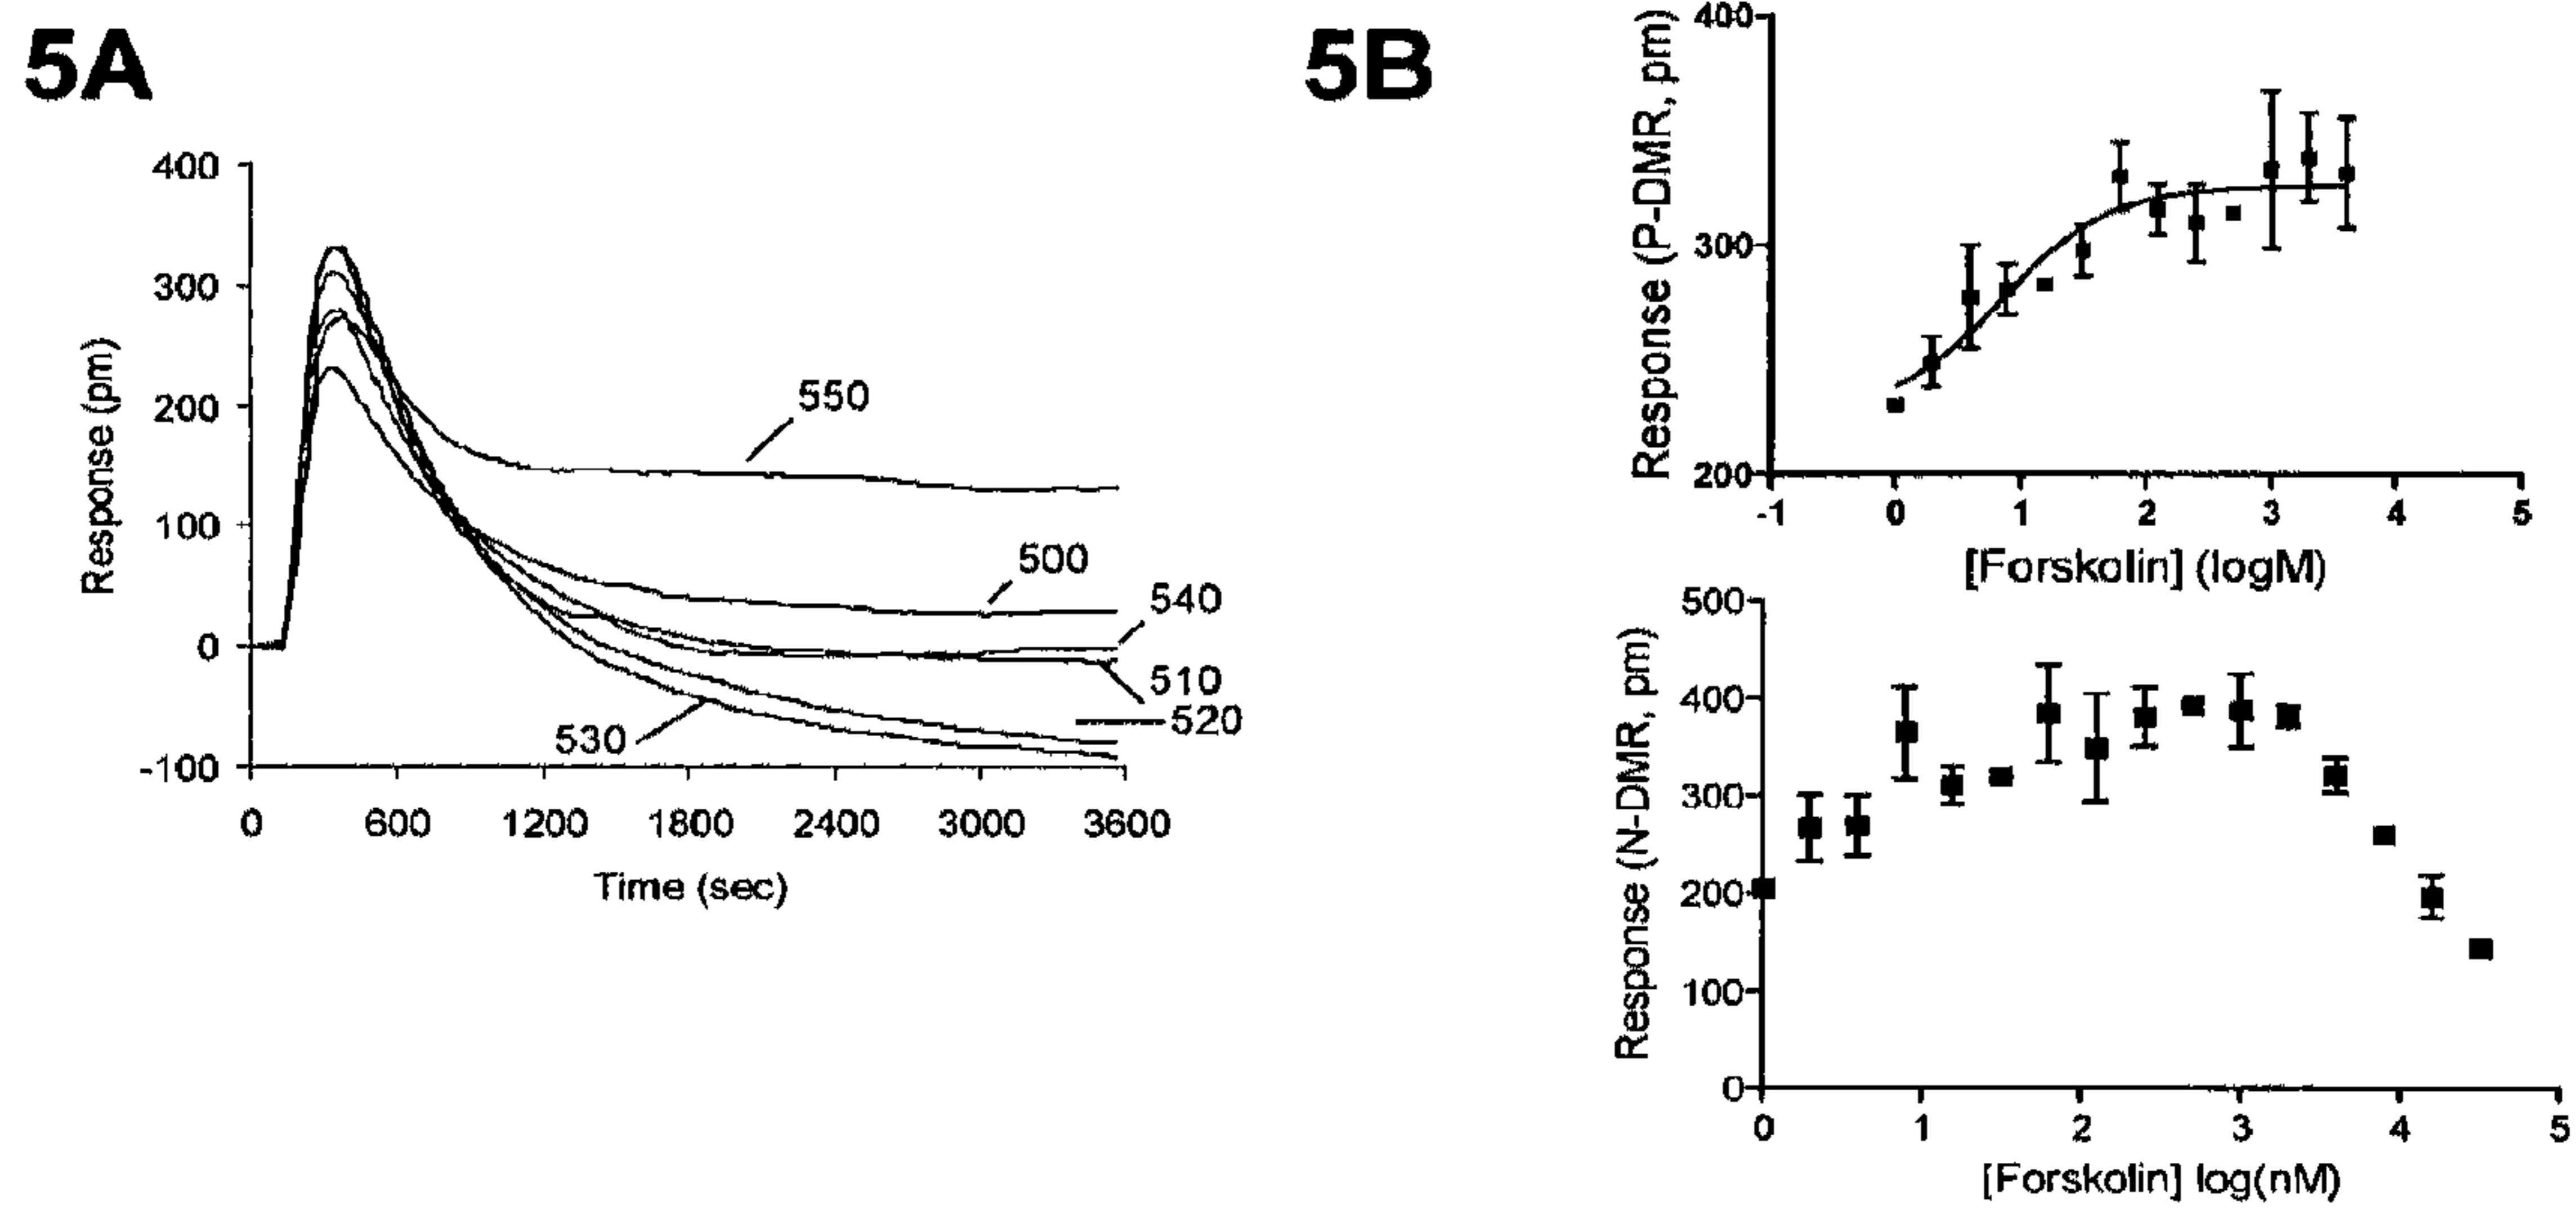 5A
5B
400
300
200
100
0
-100
Response (pm)
550
500
540
510
520
530
0 600 1200 1800 2400 3000 3600
Time (sec)
400
300
200
Response (P-DMR, pm)
-1 0 1 2 3 4 5
[Forskolin] (logM)
500
400
300
200
100
0
Response (N-DMR, pm)
0 1 2 3 4 5
[Forskolin] log(nM)